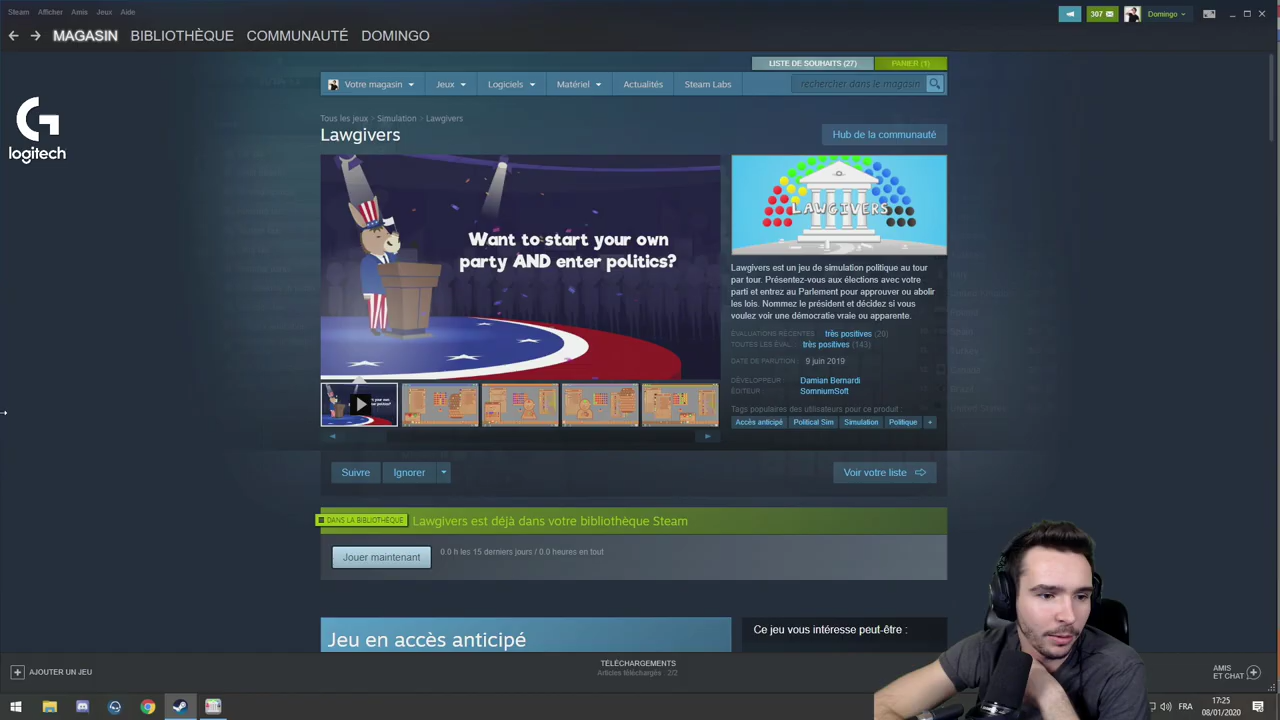 Steam Afficher Amis Jeux Aide
307 Domingo
MAGASIN BIBLIOTHÈQUE COMMUNAUTÉ DOMINGO
LISTE DE SOUHAITS (27) PANIER (1)
Votre magasin Jeux Logiciels Matériel Actualités Steam Labs rechercher dans le magasin
logitech
Tous les jeux > Simulation > Lawgivers
Lawgivers
Hub de la communauté
Want to start your own
party AND enter politics?
LAWGIVERS
Lawgivers est un jeu de simulation politique au tour
par tour. Présentez-vous aux élections avec votre
parti et entrez au Parlement pour approuver ou abolir
les lois. Nommez le président et décidez si vous
voulez voir une démocratie vraie ou apparente.
ÉVALUATIONS RÉCENTES : très positives (20)
TOUTES LES ÉVAL. : très positives (143)
DATE DE PARUTION : 9 juin 2019
DÉVELOPPEUR : Damian Bernardi
ÉDITEUR : SomniumSoft
Tags populaires des utilisateurs pour ce produit :
Accès anticipé Political Sim Simulation Politique +
Suivre Ignorer Voir votre liste
DANS LA BIBLIOTHÈQUE Lawgivers est déjà dans votre bibliothèque Steam
Jouer maintenant 0.0 h les 15 derniers jours / 0.0 heures en tout
Jeu en accès anticipé
Ce jeu vous intéresse peut-être :
AJOUTER UN JEU
TÉLÉCHARGEMENTS
Articles téléchargés 2/2
AMIS
ET CHAT
FRA
17:25
08/01/2020